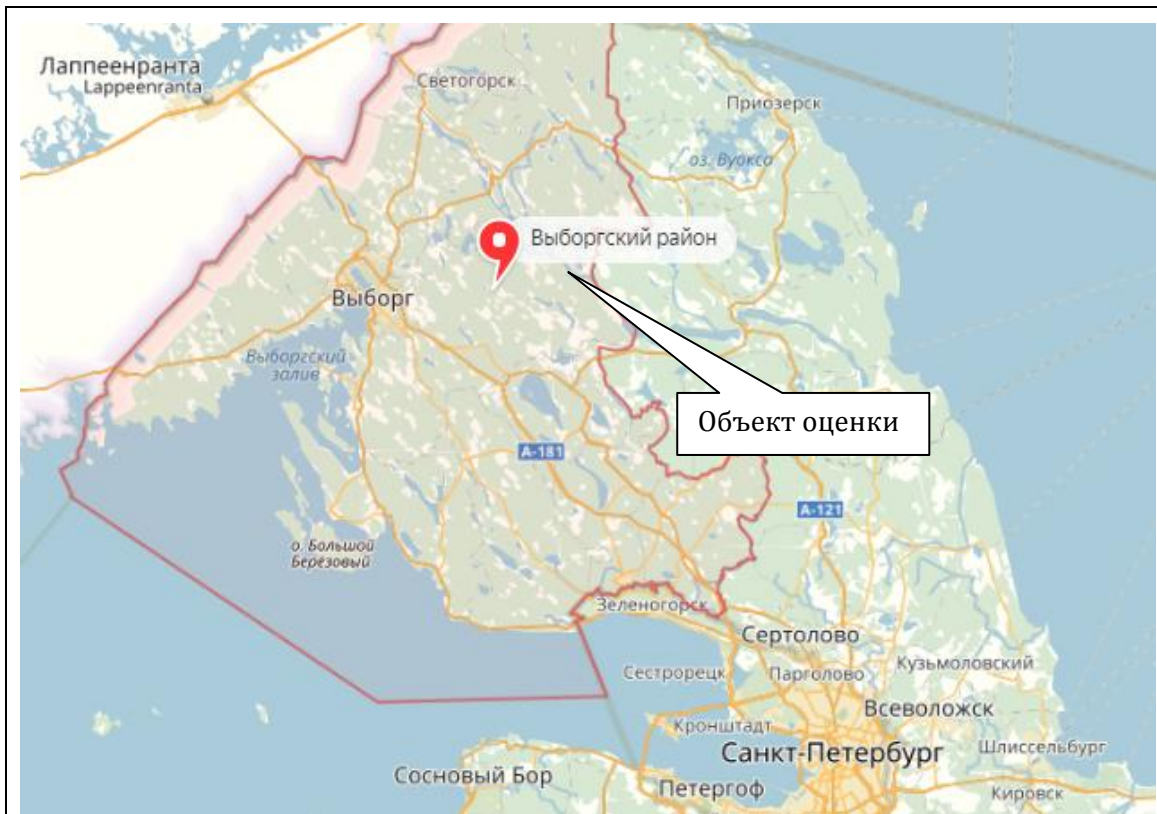 Лаппеенранта
Lappeenranta
Светогорск
Приозерск
оз. Вуокса
Выборгский район
Выборг
Выборгский
залив
Объект оценки
А-181
А-121
о. Большой
Берёзовый
Зеленогорск
Сертолово
Сестрорецк
Парголово
Кузьмоловский
Всеволожск
Кронштадт
Санкт-Петербург
Шлиссельбург
Сосновый Бор
Петергоф
Кировск